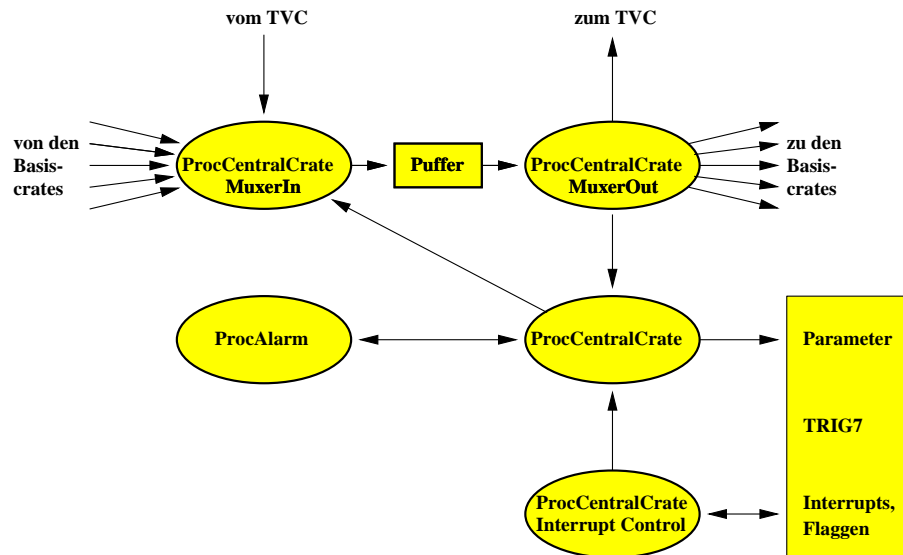 vom TVC
zum TVC
von den
Basis-
crates
ProcCentralCrate
MuxerIn
Puffer
ProcCentralCrate
MuxerOut
zu den
Basis-
crates
ProcAlarm
ProcCentralCrate
Parameter
TRIG7
ProcCentralCrate
Interrupt Control
Interrupts,
Flaggen